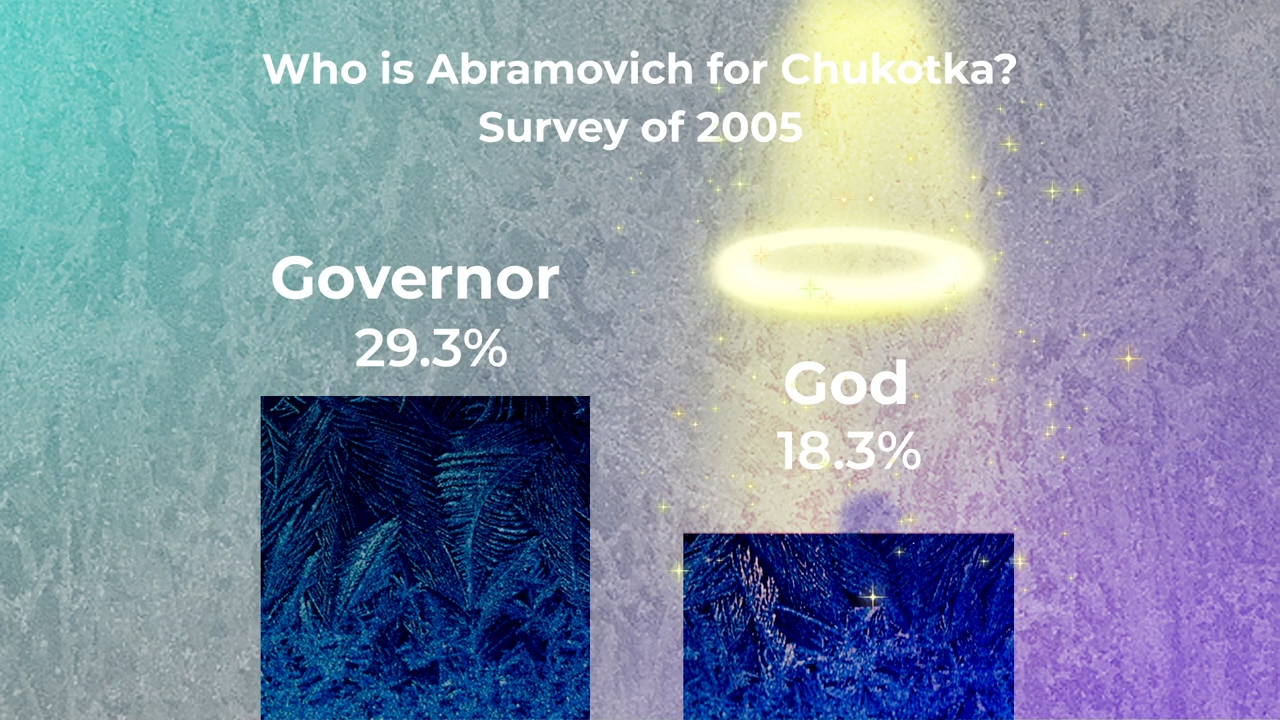 Who is Abramovich for Chukotka?
Survey of 2005
Governor
29.3%
God
18.3%